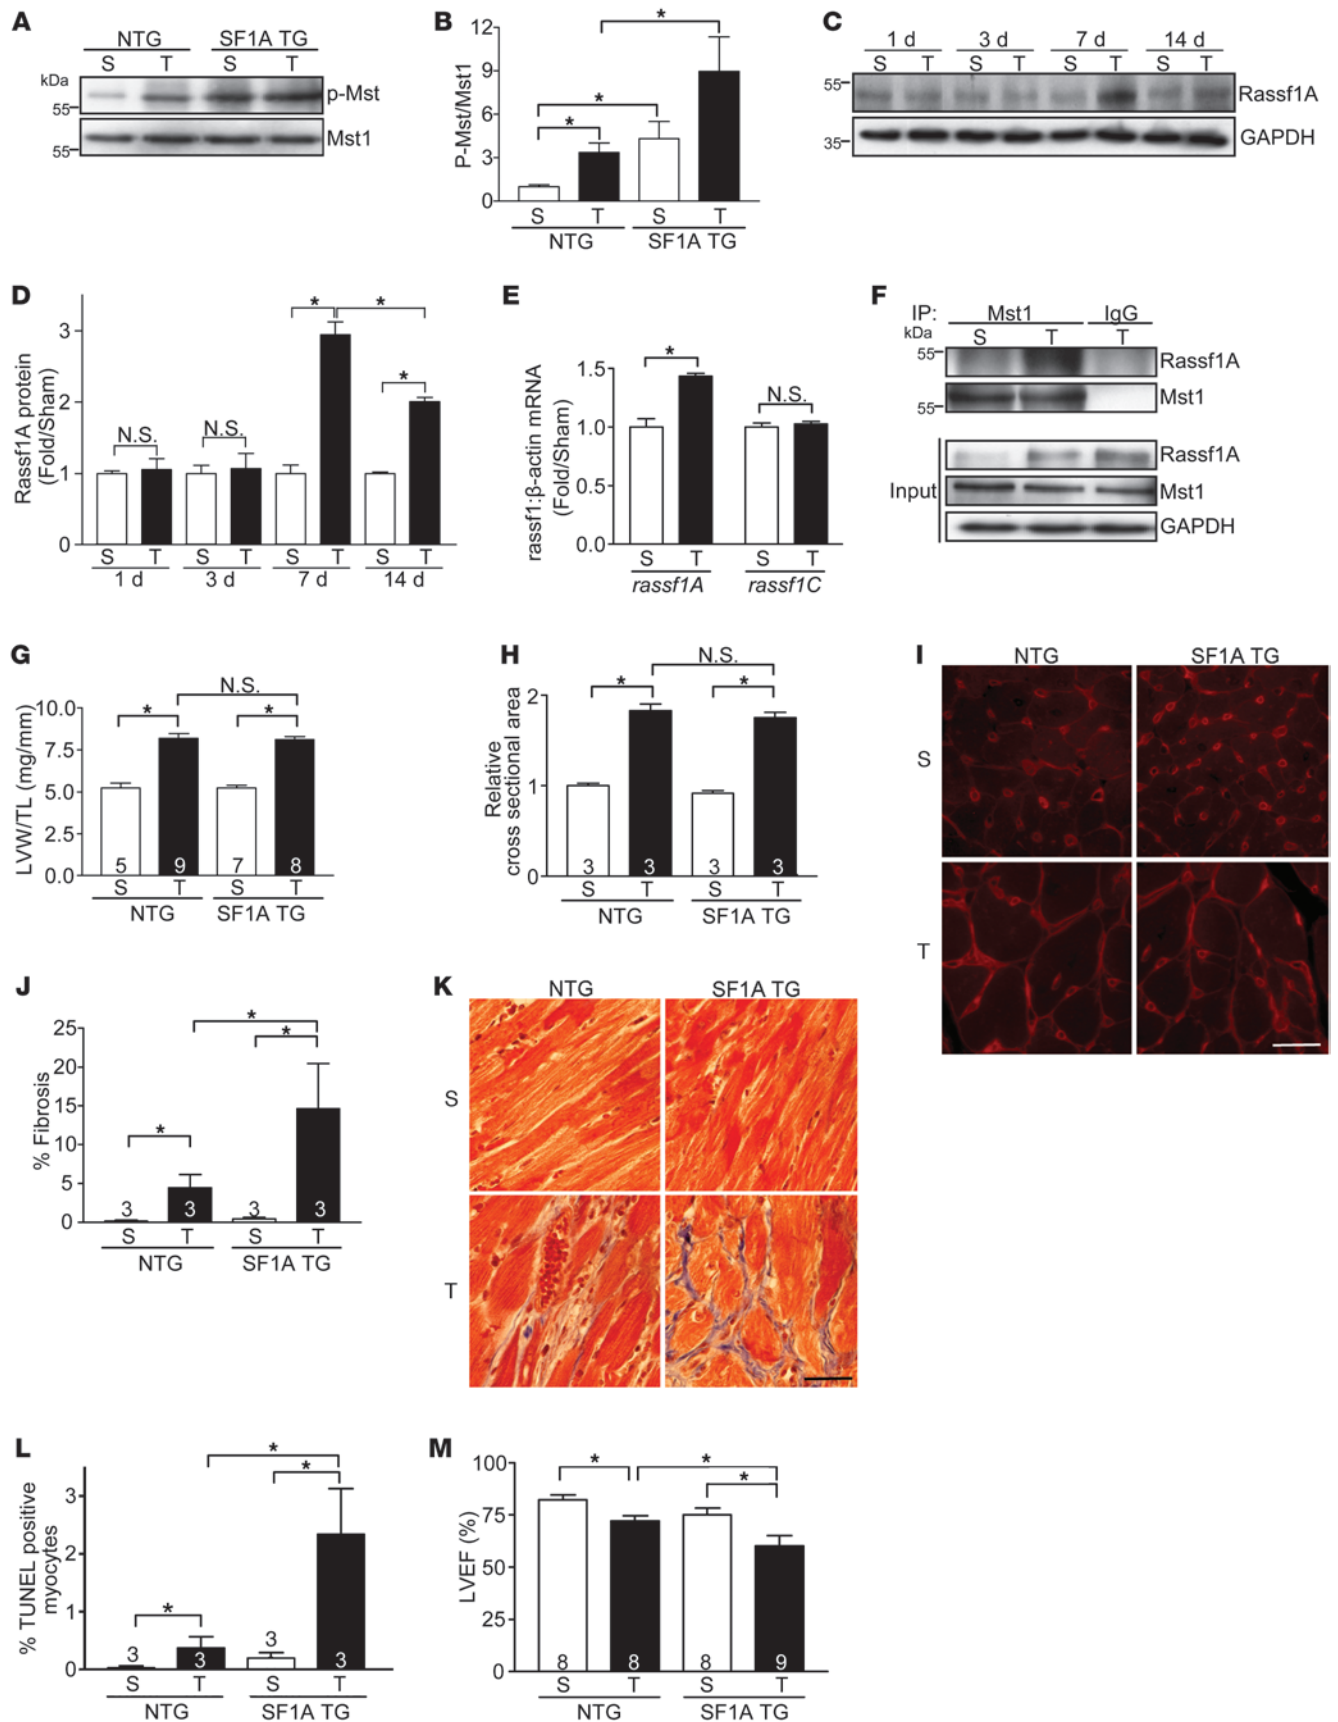 A
NTG SF1A TG
S T S T
kDa
55
p-Mst
55
Mst1
B
P-Mst/Mst1
12
9
6
3
0
*
*
*
S T S T
NTG SF1A TG
C
1 d 3 d 7 d 14 d
S T S T S T S T
55
Rassf1A
35
GAPDH
D
Rassf1A protein
(Fold/Sham)
3
2
1
0
N.S.
N.S.
*
*
*
S T S T S T S T
1 d 3 d 7 d 14 d
E
rassf1:β-actin mRNA
(Fold/Sham)
1.5
1.0
0.5
0.0
*
N.S.
S T S T
rassf1A rassf1C
F
IP: Mst1 IgG
kDa S T T
55
Rassf1A
55
Mst1
Input
Rassf1A
Mst1
GAPDH
G
LVW/TL (mg/mm)
10.0
7.5
5.0
2.5
0.0
N.S.
*
*
5 9 7 8
S T S T
NTG SF1A TG
H
Relative
cross sectional area
2
1
0
N.S.
*
*
3 3 3 3
S T S T
NTG SF1A TG
I
NTG SF1A TG
S
T
J
% Fibrosis
25
20
15
10
5
0
*
*
*
3 3 3 3
S T S T
NTG SF1A TG
K
NTG SF1A TG
S
T
L
% TUNEL positive
myocytes
3
2
1
0
*
*
*
3 3 3 3
S T S T
NTG SF1A TG
M
LVEF (%)
100
75
50
25
0
*
*
*
8 8 8 9
S T S T
NTG SF1A TG